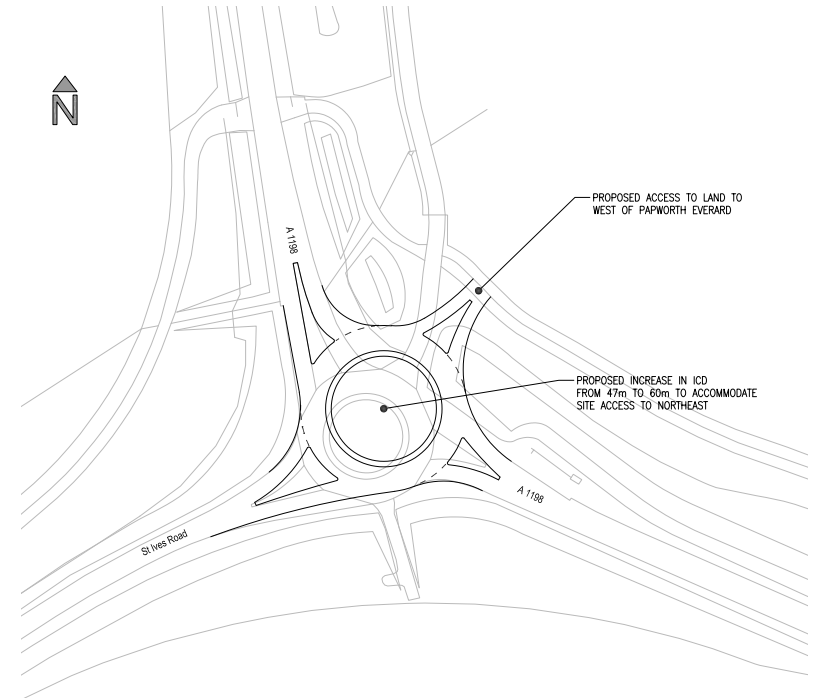 N
PROPOSED ACCESS TO LAND TO
WEST OF PAPWORTH EVERARD
A 1198
PROPOSED INCREASE IN ICD
FROM 47m TO 60m TO ACCOMMODATE
SITE ACCESS TO NORTHEAST
A 1198
St Ives Road